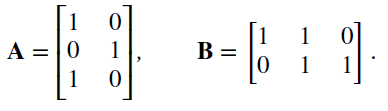 A = [1 0; 0 1; 1 0], B = [1 1 0; 0 1 1].